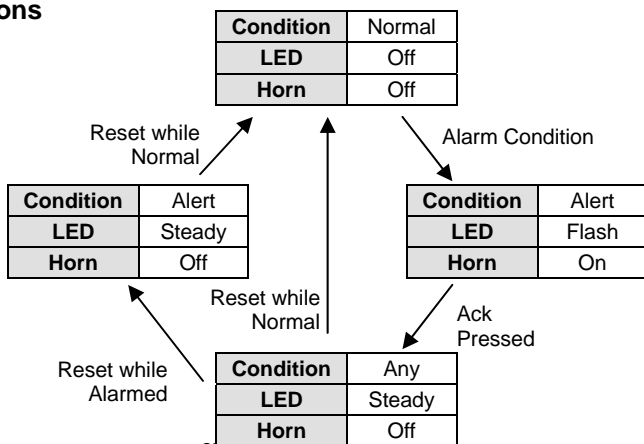 ons
Condition Normal
LED Off
Horn Off
Reset while
Normal
Alarm Condition
Condition Alert
LED Steady
Horn Off
Condition Alert
LED Flash
Horn On
Reset while
Normal
Ack
Pressed
Reset while
Alarmed
Condition Any
LED Steady
Horn Off